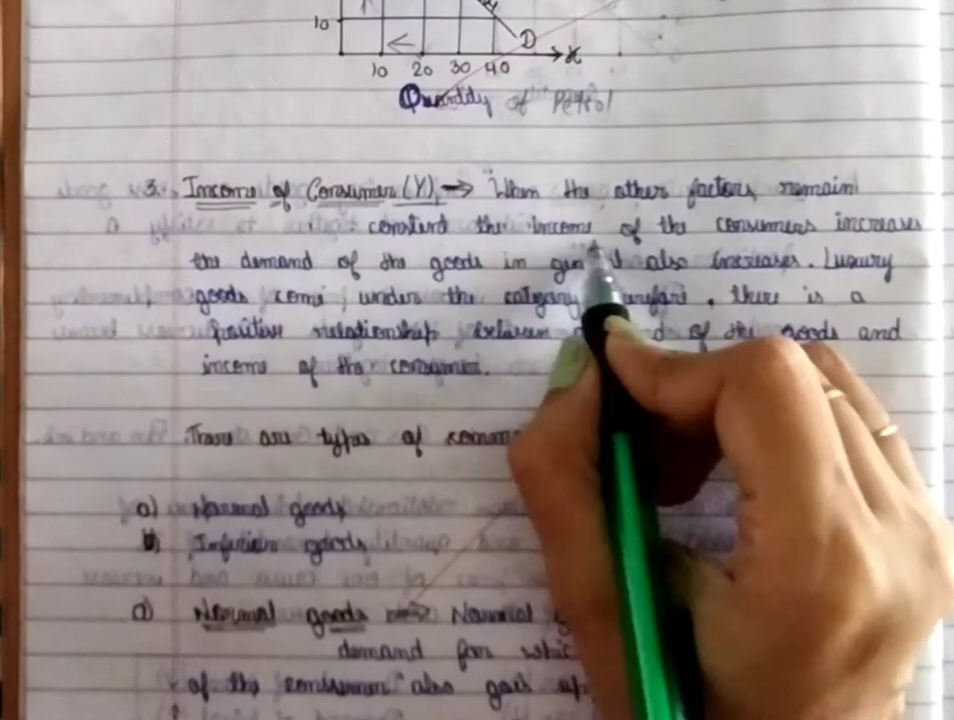 10
D
10 20 30 40 x
Quantity of Petrol
3. Income of Consumer (Y) → "When the other factors remain
constant the income of the consumers increases
the demand of the goods in also increases. Luxury
goods come under the category , there is a
positive relationship between of the goods and
income of the consumer.
There are types of
a) Normal goods
b) Inferior goods
a) Normal goods ⇒ Normal
demand for
of the consumer also goes up